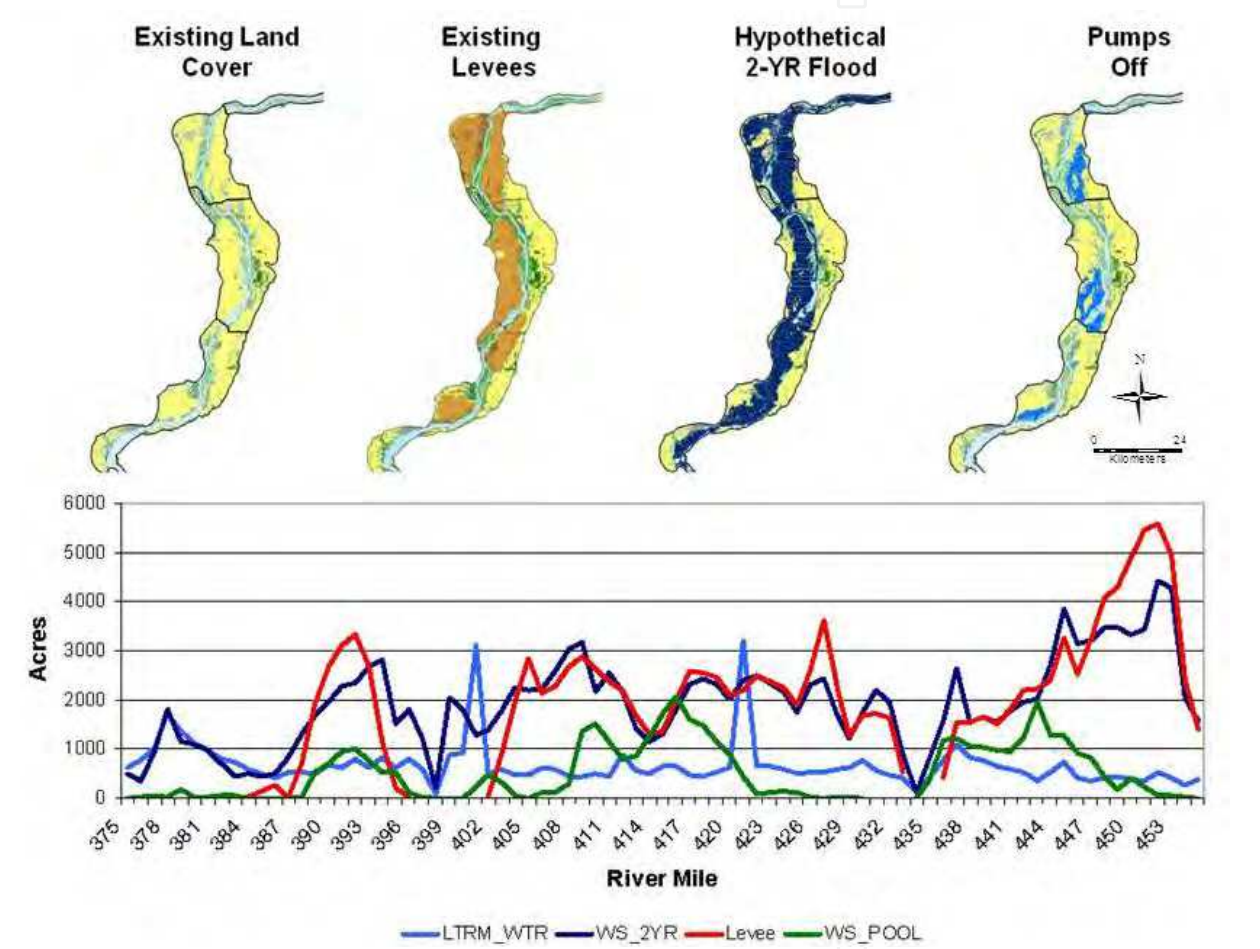 Existing Land
Cover
Existing
Levees
Hypothetical
2-YR Flood
Pumps
Off
N
0 24
Kilometers
6000
5000
4000
3000
2000
1000
0
Acres
375 378 381 384 387 390 393 396 399 402 405 408 411 414 417 420 423 426 429 432 435 438 441 444 447 450 453
River Mile
LTRM_WTR WS_2YR Levee WS_POOL